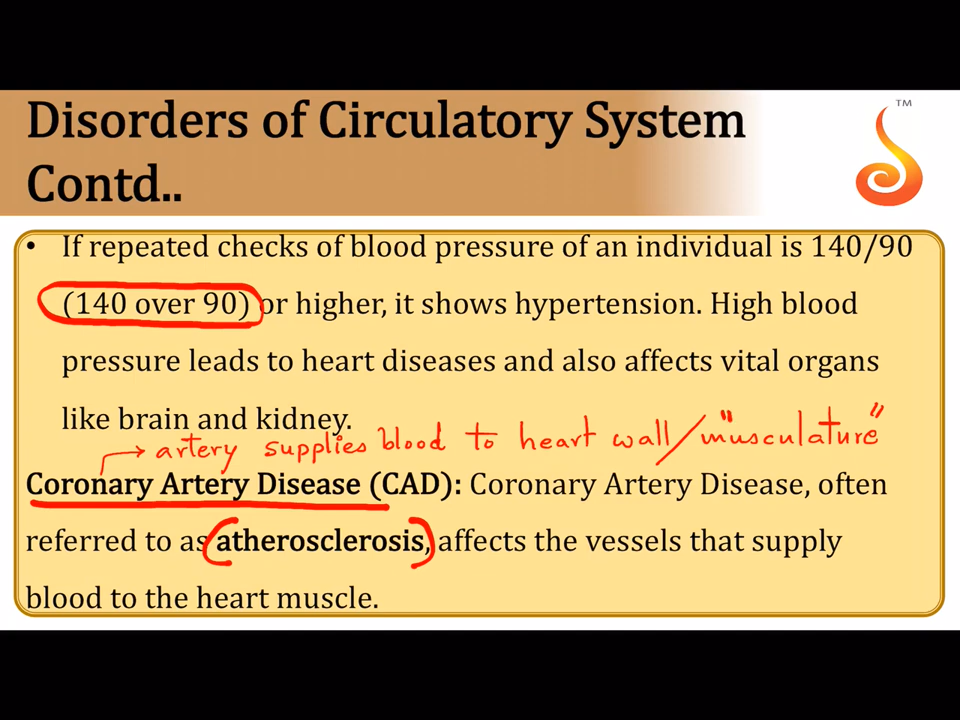 Disorders of Circulatory System
Contd..
TM
• If repeated checks of blood pressure of an individual is 140/90
(140 over 90) or higher, it shows hypertension. High blood
pressure leads to heart diseases and also affects vital organs
like brain and kidney.
→ artery supplies blood to heart wall/"musculature"
Coronary Artery Disease (CAD): Coronary Artery Disease, often
referred to as atherosclerosis, affects the vessels that supply
blood to the heart muscle.